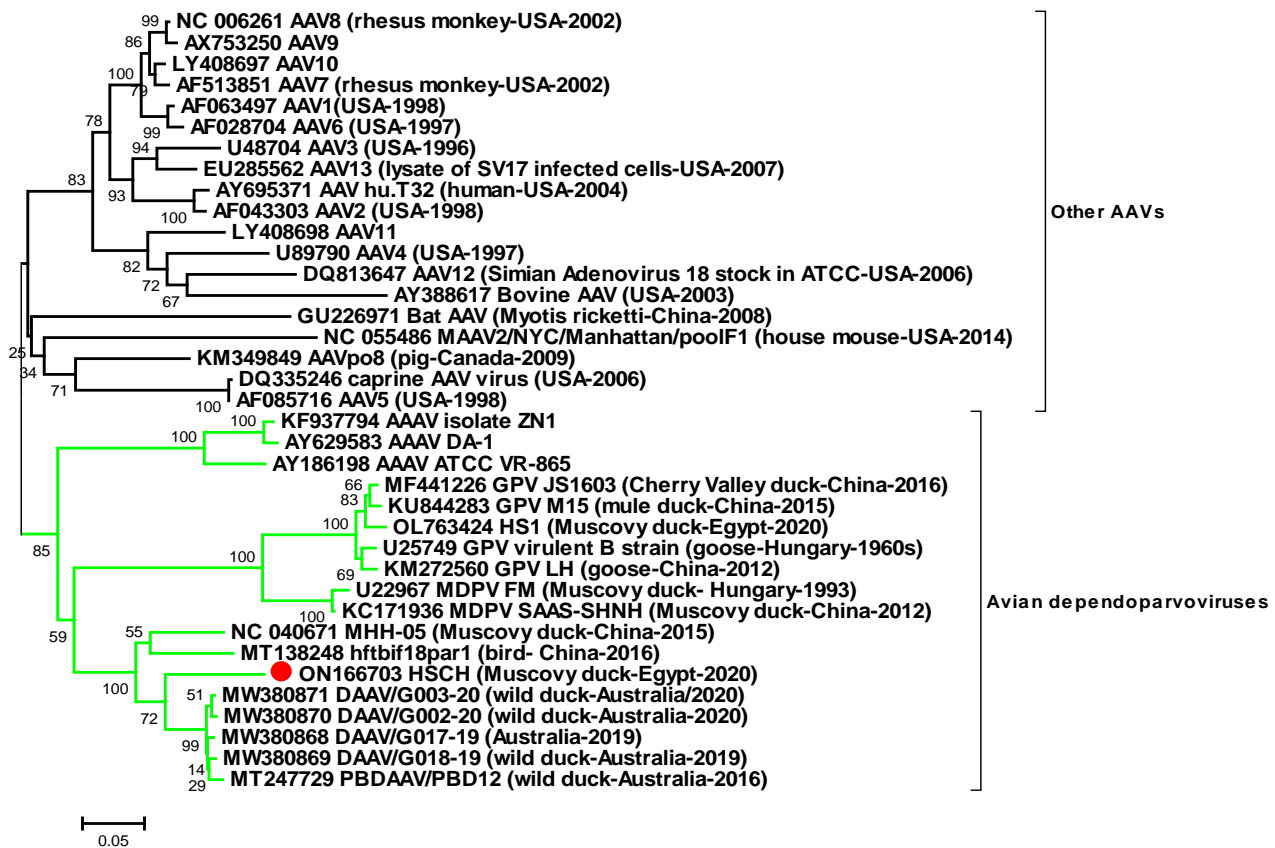 99
NC 006261 AAV8 (rhesus monkey-USA-2002)
86
AX753250 AAV9
LY408697 AAV10
100
79
AF513851 AAV7 (rhesus monkey-USA-2002)
AF063497 AAV1(USA-1998)
99
AF028704 AAV6 (USA-1997)
78
U48704 AAV3 (USA-1996)
94
EU285562 AAV13 (lysate of SV17 infected cells-USA-2007)
83
93
AY695371 AAV hu.T32 (human-USA-2004)
100
AF043303 AAV2 (USA-1998)
Other AAVs
LY408698 AAV11
U89790 AAV4 (USA-1997)
82
DQ813647 AAV12 (Simian Adenovirus 18 stock in ATCC-USA-2006)
72
67
AY388617 Bovine AAV (USA-2003)
GU226971 Bat AAV (Myotis ricketti-China-2008)
NC 055486 MAAV2/NYC/Manhattan/poolF1 (house mouse-USA-2014)
25
KM349849 AAVpo8 (pig-Canada-2009)
34
DQ335246 caprine AAV virus (USA-2006)
71
100
AF085716 AAV5 (USA-1998)
100
KF937794 AAAV isolate ZN1
100
AY629583 AAAV DA-1
AY186198 AAAV ATCC VR-865
66
MF441226 GPV JS1603 (Cherry Valley duck-China-2016)
83
KU844283 GPV M15 (mule duck-China-2015)
100
OL763424 HS1 (Muscovy duck-Egypt-2020)
85
100
U25749 GPV virulent B strain (goose-Hungary-1960s)
69
KM272560 GPV LH (goose-China-2012)
U22967 MDPV FM (Muscovy duck- Hungary-1993)
100
KC171936 MDPV SAAS-SHNH (Muscovy duck-China-2012)
Avian dependoparvoviruses
59
55
NC 040671 MHH-05 (Muscovy duck-China-2015)
MT138248 hftbif18par1 (bird- China-2016)
100
ON166703 HSCH (Muscovy duck-Egypt-2020)
51
MW380871 DAAV/G003-20 (wild duck-Australia/2020)
72
MW380870 DAAV/G002-20 (wild duck-Australia-2020)
MW380868 DAAV/G017-19 (Australia-2019)
99
MW380869 DAAV/G018-19 (wild duck-Australia-2019)
14
29
MT247729 PBDAAV/PBD12 (wild duck-Australia-2016)
0.05